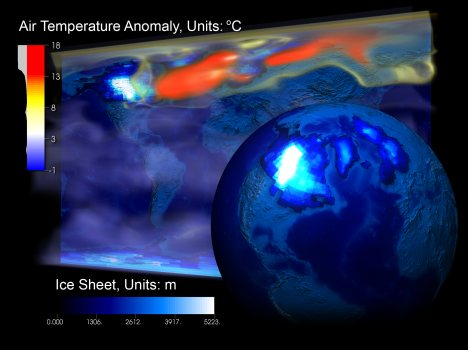 Air Temperature Anomaly, Units: °C
18
13
8
3
-1
Ice Sheet, Units: m
0.000 1306. 2612. 3917. 5223.